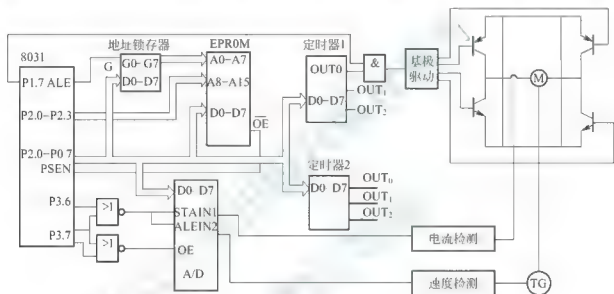 8031
P1.7 ALE
P2.0-P2.3
P2.0-P0.7
PSEN
P3.6
P3.7
地址锁存器
G
G0- G7
D0-D7
EPR0M
A0-A7
A8-A15
D0-D7
OE
定时器1
OUT0
D0-D7
OUT1
OUT2
&
基极
驱动
M
定时器2
D0 D7
OUT0
OUT1
OUT2
>1
>1
D0 D7
STAIN1
ALEIN2
OE
A/D
电流检测
速度检测
TG